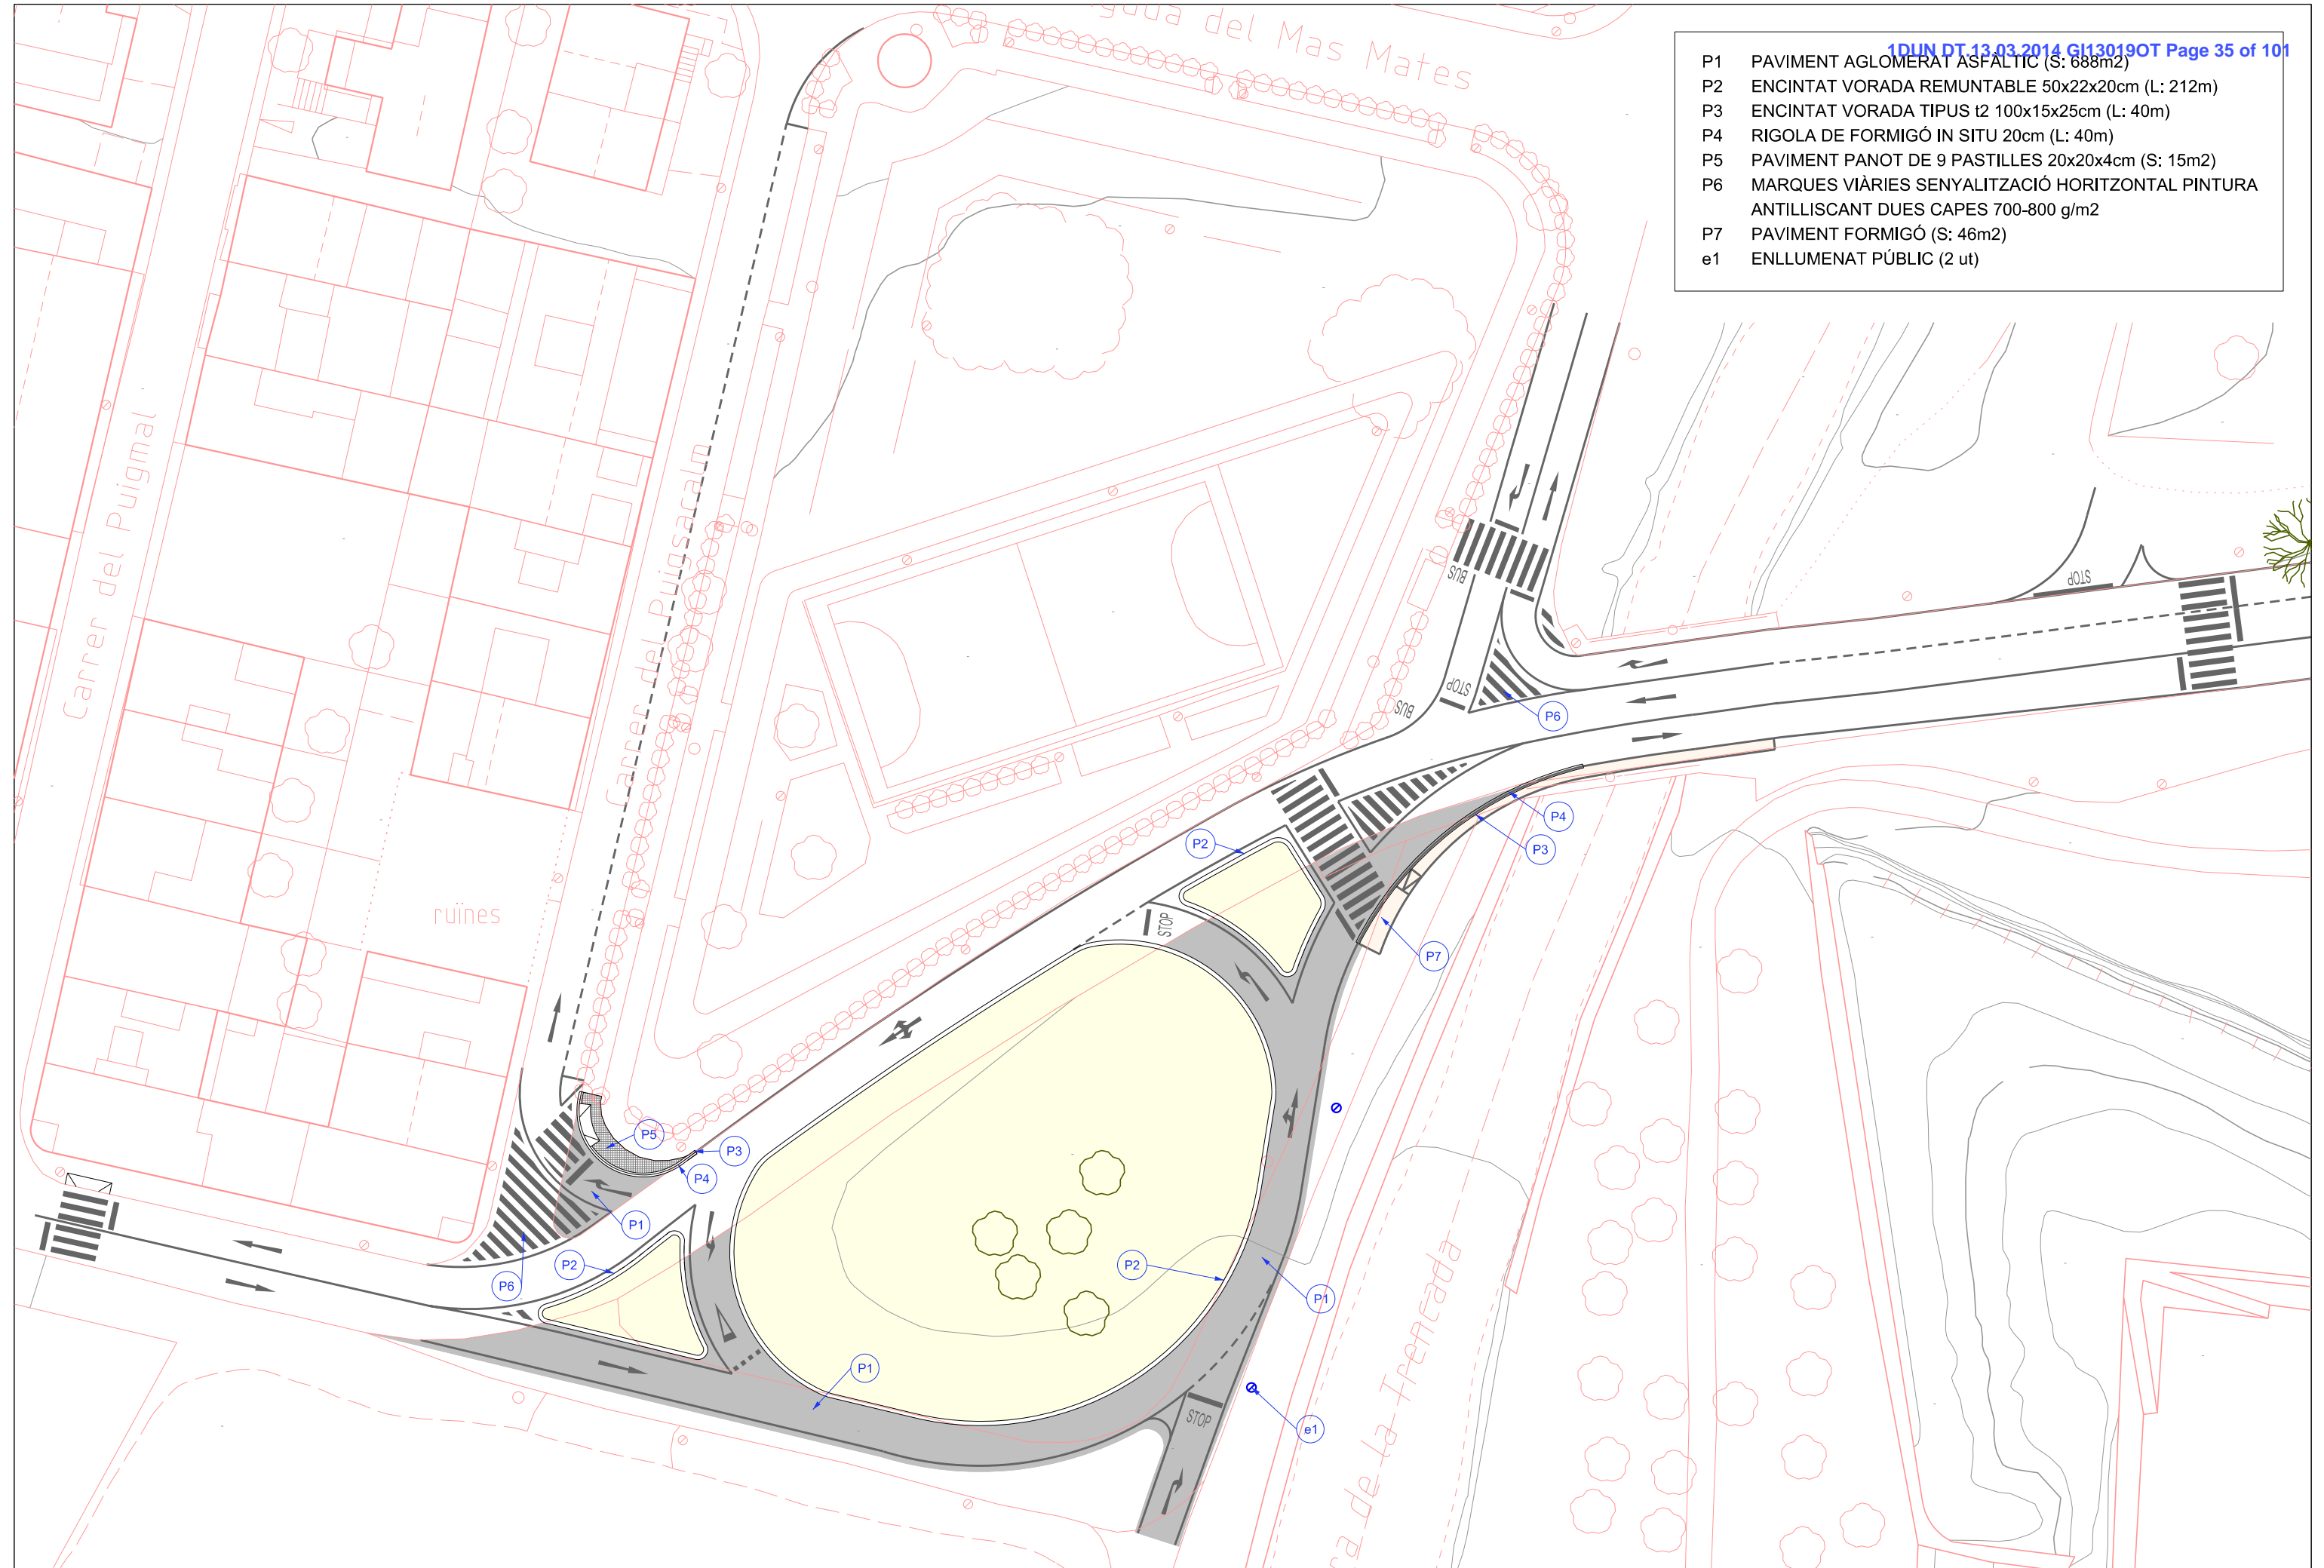 1DUN DT 13.03.2014 GI13019OT Page 35 of 101
P1 PAVIMENT AGLOMERAT ASFÀLTIC (S: 688m2)
P2 ENCINTAT VORADA REMUNTABLE 50x22x20cm (L: 212m)
P3 ENCINTAT VORADA TIPUS t2 100x15x25cm (L: 40m)
P4 RIGOLA DE FORMIGÓ IN SITU 20cm (L: 40m)
P5 PAVIMENT PANOT DE 9 PASTILLES 20x20x4cm (S: 15m2)
P6 MARQUES VIÀRIES SENYALITZACIÓ HORITZONTAL PINTURA
ANTILLISCANT DUES CAPES 700-800 g/m2
P7 PAVIMENT FORMIGÓ (S: 46m2)
e1 ENLLUMENAT PÚBLIC (2 ut)
del Mas Mates
Carrer del Puigmal
Carrer del Puigsacalm
BUS
STOP
STOP
BUS
P6
P4
P3
P2
ruïnes
STOP
P7
P5
P3
P4
P1
P2
P6
P2
P1
P1
STOP
e1
de la Trencada